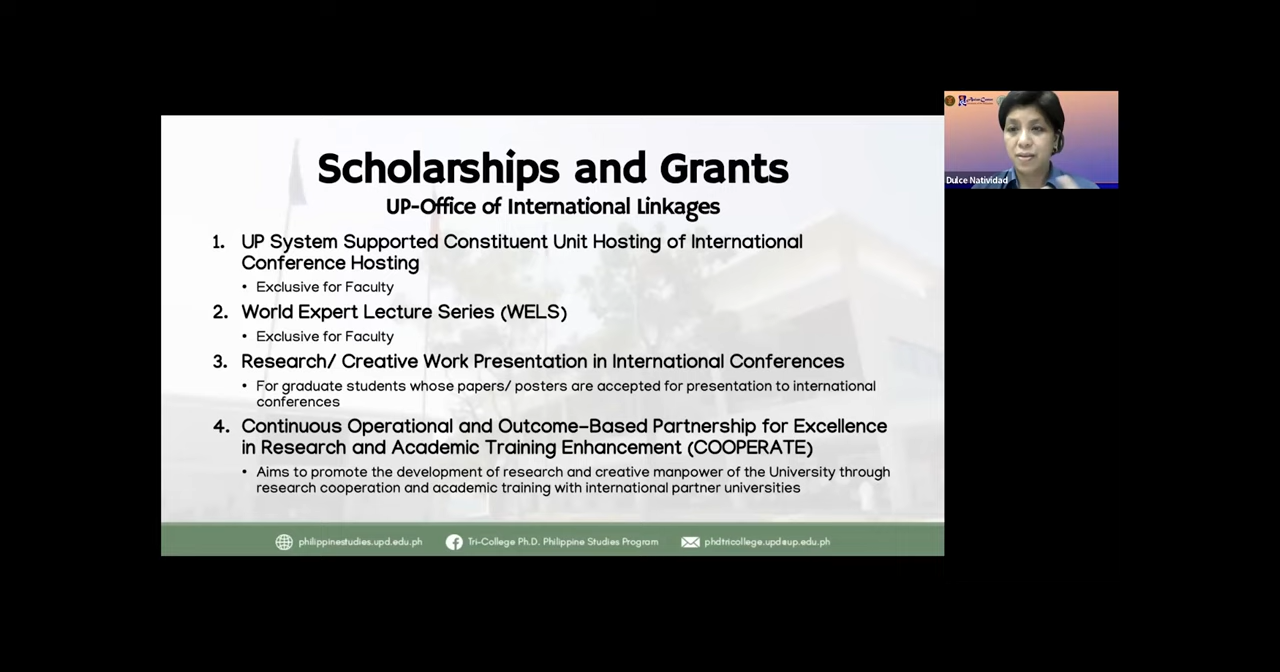 Scholarships and Grants
UP-Office of International Linkages
1. UP System Supported Constituent Unit Hosting of International
Conference Hosting
• Exclusive for Faculty
2. World Expert Lecture Series (WELS)
• Exclusive for Faculty
3. Research/ Creative Work Presentation in International Conferences
• For graduate students whose papers/ posters are accepted for presentation to international
conferences
4. Continuous Operational and Outcome-Based Partnership for Excellence
in Research and Academic Training Enhancement (COOPERATE)
• Aims to promote the development of research and creative manpower of the University through
research cooperation and academic training with international partner universities
philippinestudies.upd.edu.ph
Tri-College Ph.D. Philippine Studies Program
phdtricollege.upd@up.edu.ph
Dulce Natividad